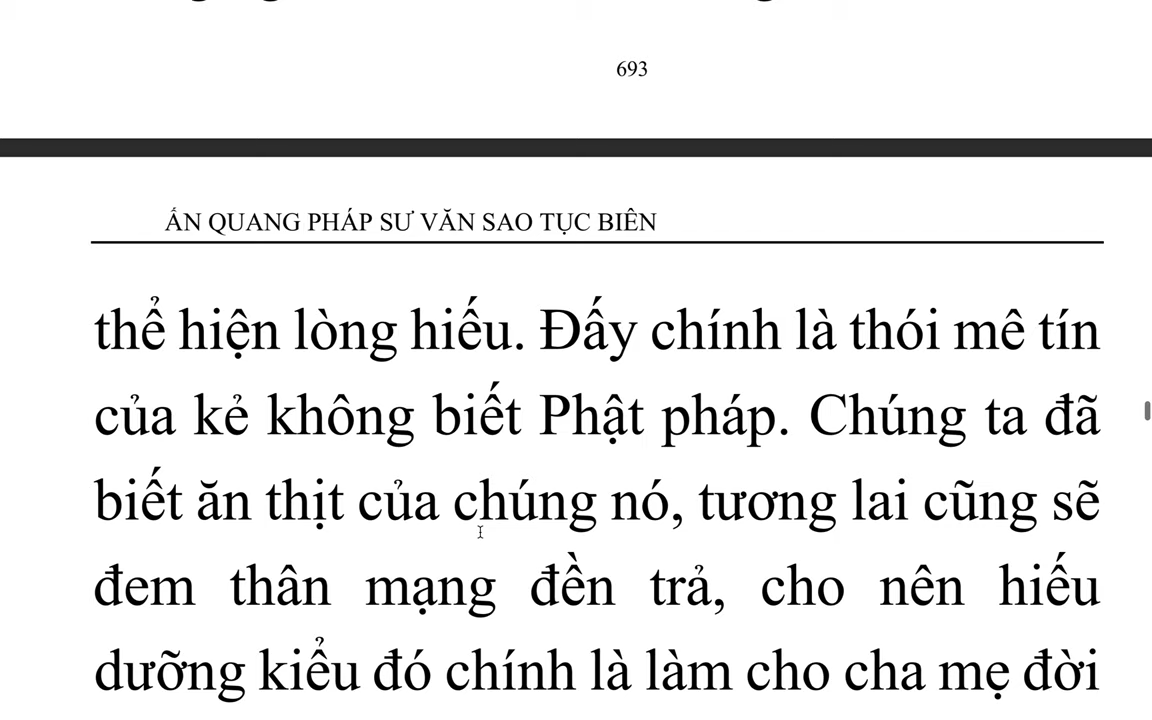 693
ẤN QUANG PHÁP SƯ VĂN SAO TỤC BIÊN
thể hiện lòng hiếu. Đấy chính là thói mê tín
của kẻ không biết Phật pháp. Chúng ta đã
biết ăn thịt của chúng nó, tương lai cũng sẽ
đem thân mạng đền trả, cho nên hiếu
dưỡng kiểu đó chính là làm cho cha mẹ đời